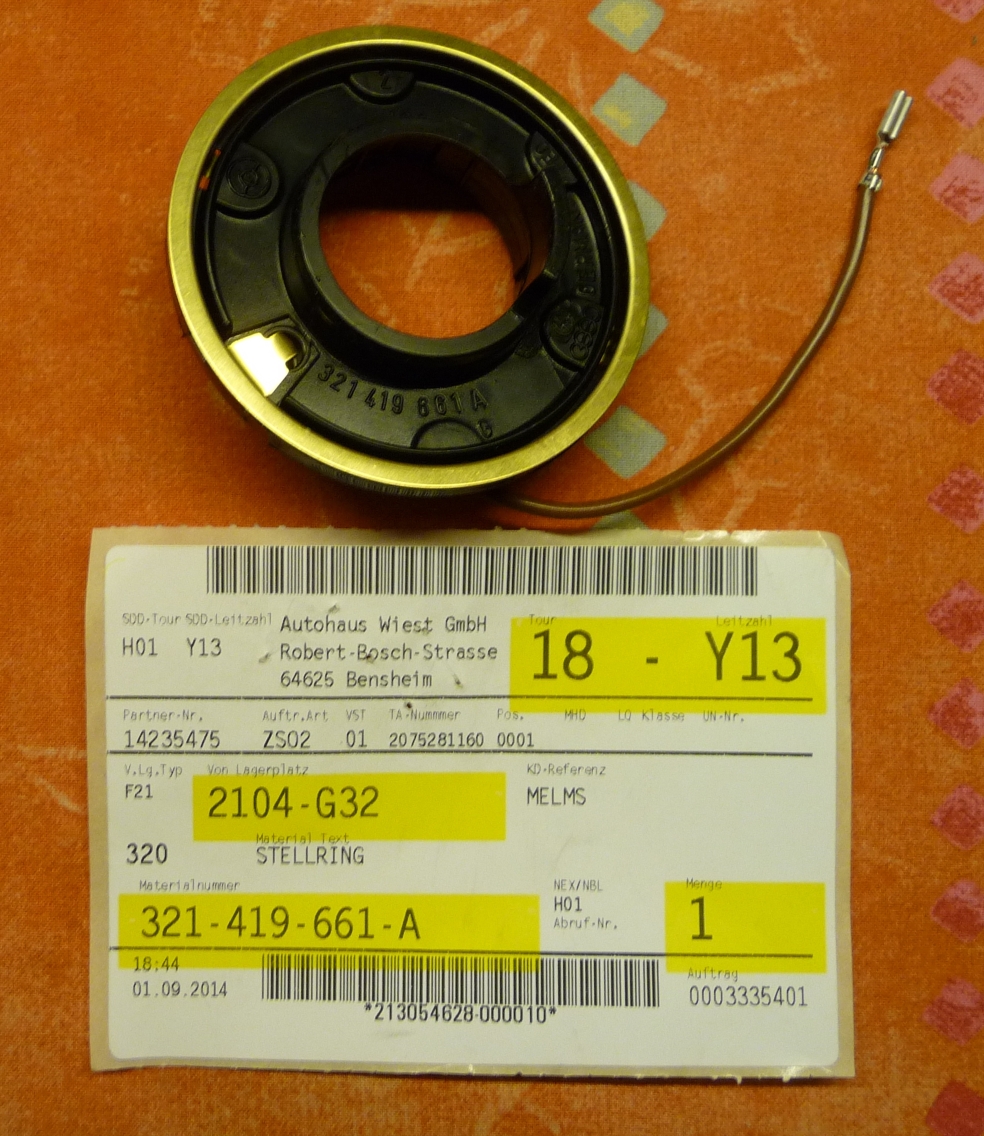 321 419 661 A
SÜD-Tour SÜD-Leitzahl
H01 Y13
Autohaus Wiest GmbH
Robert-Bosch-Strasse
64625 Bensheim
Tour Leitzahl
18 - Y13
Partner-Nr. Auftr.Art VST TA-Nummmer Pos. MHD LQ Klasse UN-Nr.
14235475 ZS02 01 2075281160 0001
V.Lg.Typ Von Lagerplatz KD-Referenz
F21 2104-G32 MELMS
Material Text
320 STELLRING
Materialnummer NEX/NBL Menge
321-419-661-A H01 1
Abruf-Nr.
18:44 Auftrag
01.09.2014 0003335401
*213054628-000010*